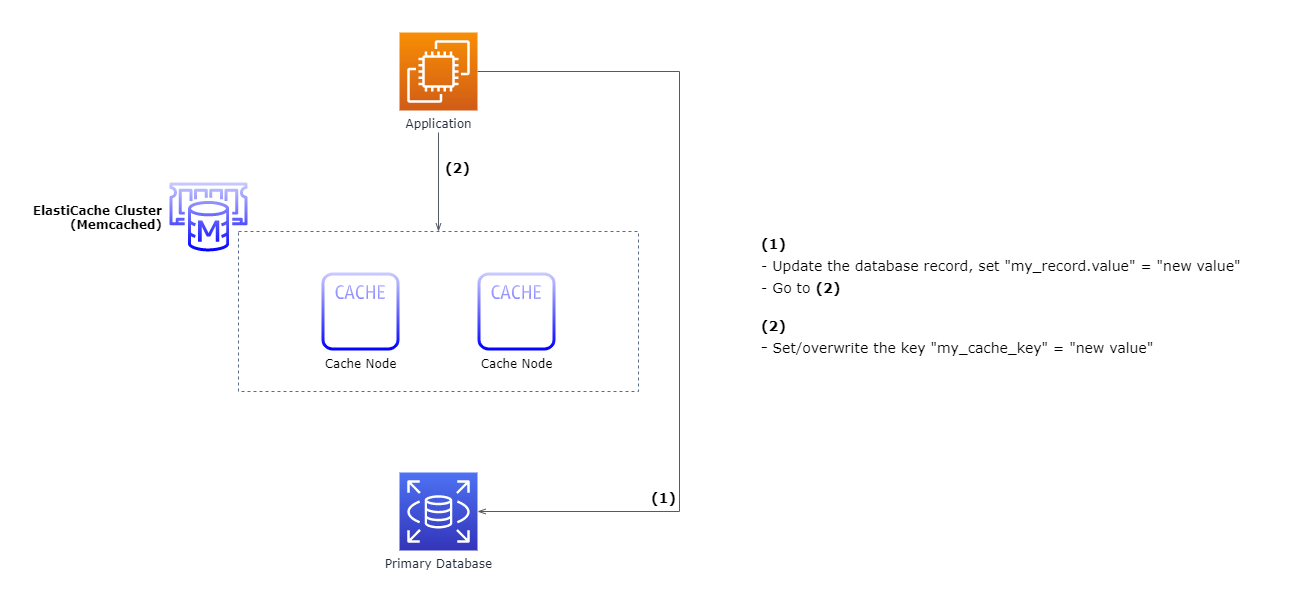 Application
(2)
ElastiCache Cluster
(Memcached)
M
CACHE
CACHE
Cache Node
Cache Node
(1)
Primary Database
(1)
- Update the database record, set "my_record.value" = "new value"
- Go to (2)
(2)
- Set/overwrite the key "my_cache_key" = "new value"